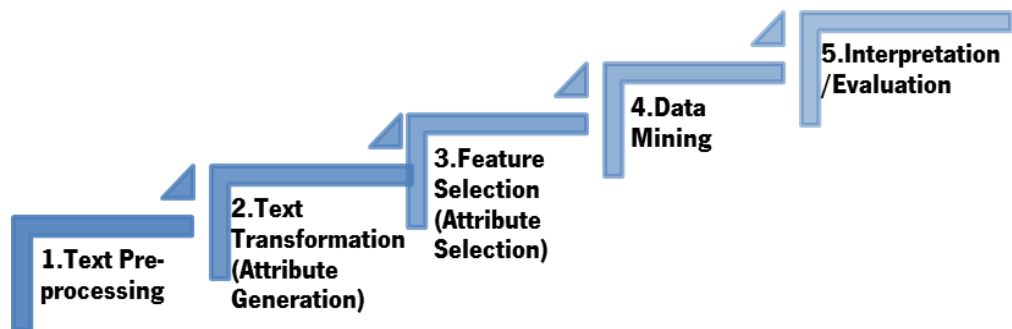 1.Text Pre-
processing
2.Text
Transformation
(Attribute
Generation)
3.Feature
Selection
(Attribute
Selection)
4.Data
Mining
5.Interpretation
/Evaluation